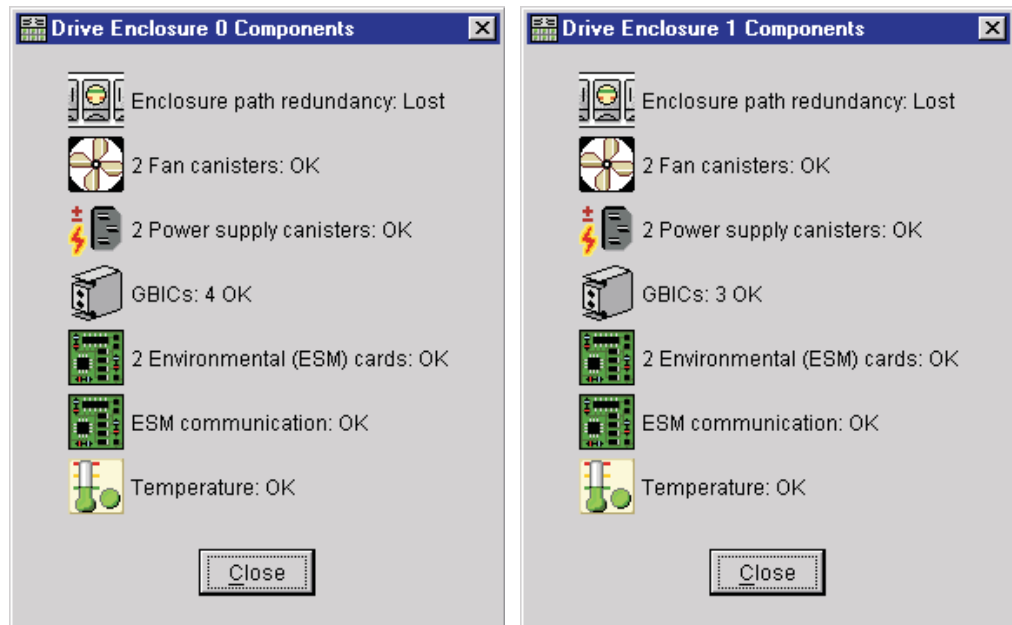 Drive Enclosure 0 Components
Enclosure path redundancy: Lost
2 Fan canisters: OK
2 Power supply canisters: OK
GBICs: 4 OK
2 Environmental (ESM) cards: OK
ESM communication: OK
Temperature: OK
Close
Drive Enclosure 1 Components
Enclosure path redundancy: Lost
2 Fan canisters: OK
2 Power supply canisters: OK
GBICs: 3 OK
2 Environmental (ESM) cards: OK
ESM communication: OK
Temperature: OK
Close